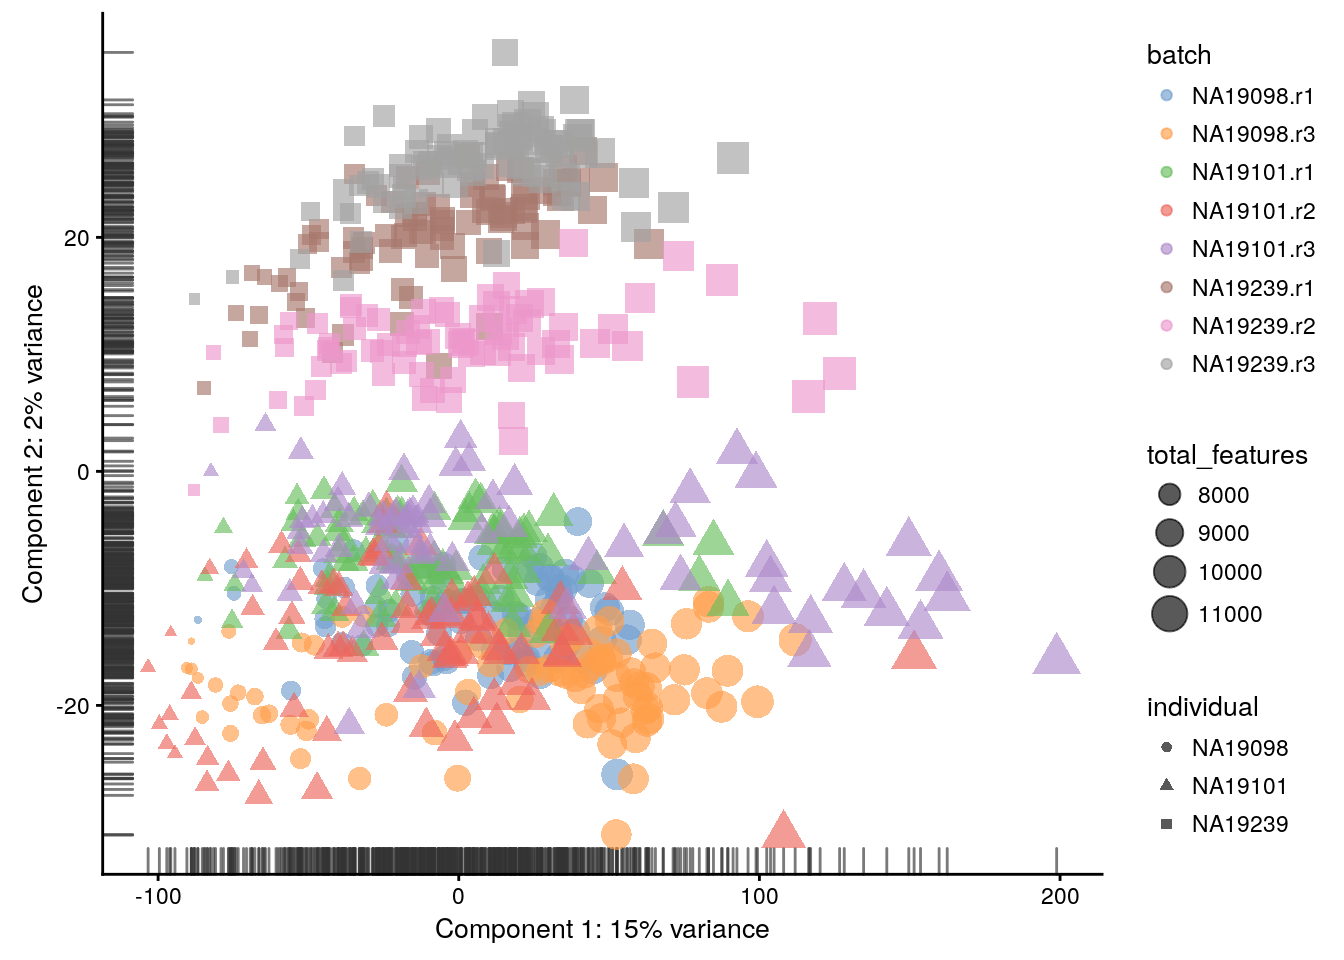 Component 2: 2% variance
20
0
-20
-100
0
100
200
Component 1: 15% variance
batch
NA19098.r1
NA19098.r3
NA19101.r1
NA19101.r2
NA19101.r3
NA19239.r1
NA19239.r2
NA19239.r3
total_features
8000
9000
10000
11000
individual
NA19098
NA19101
NA19239